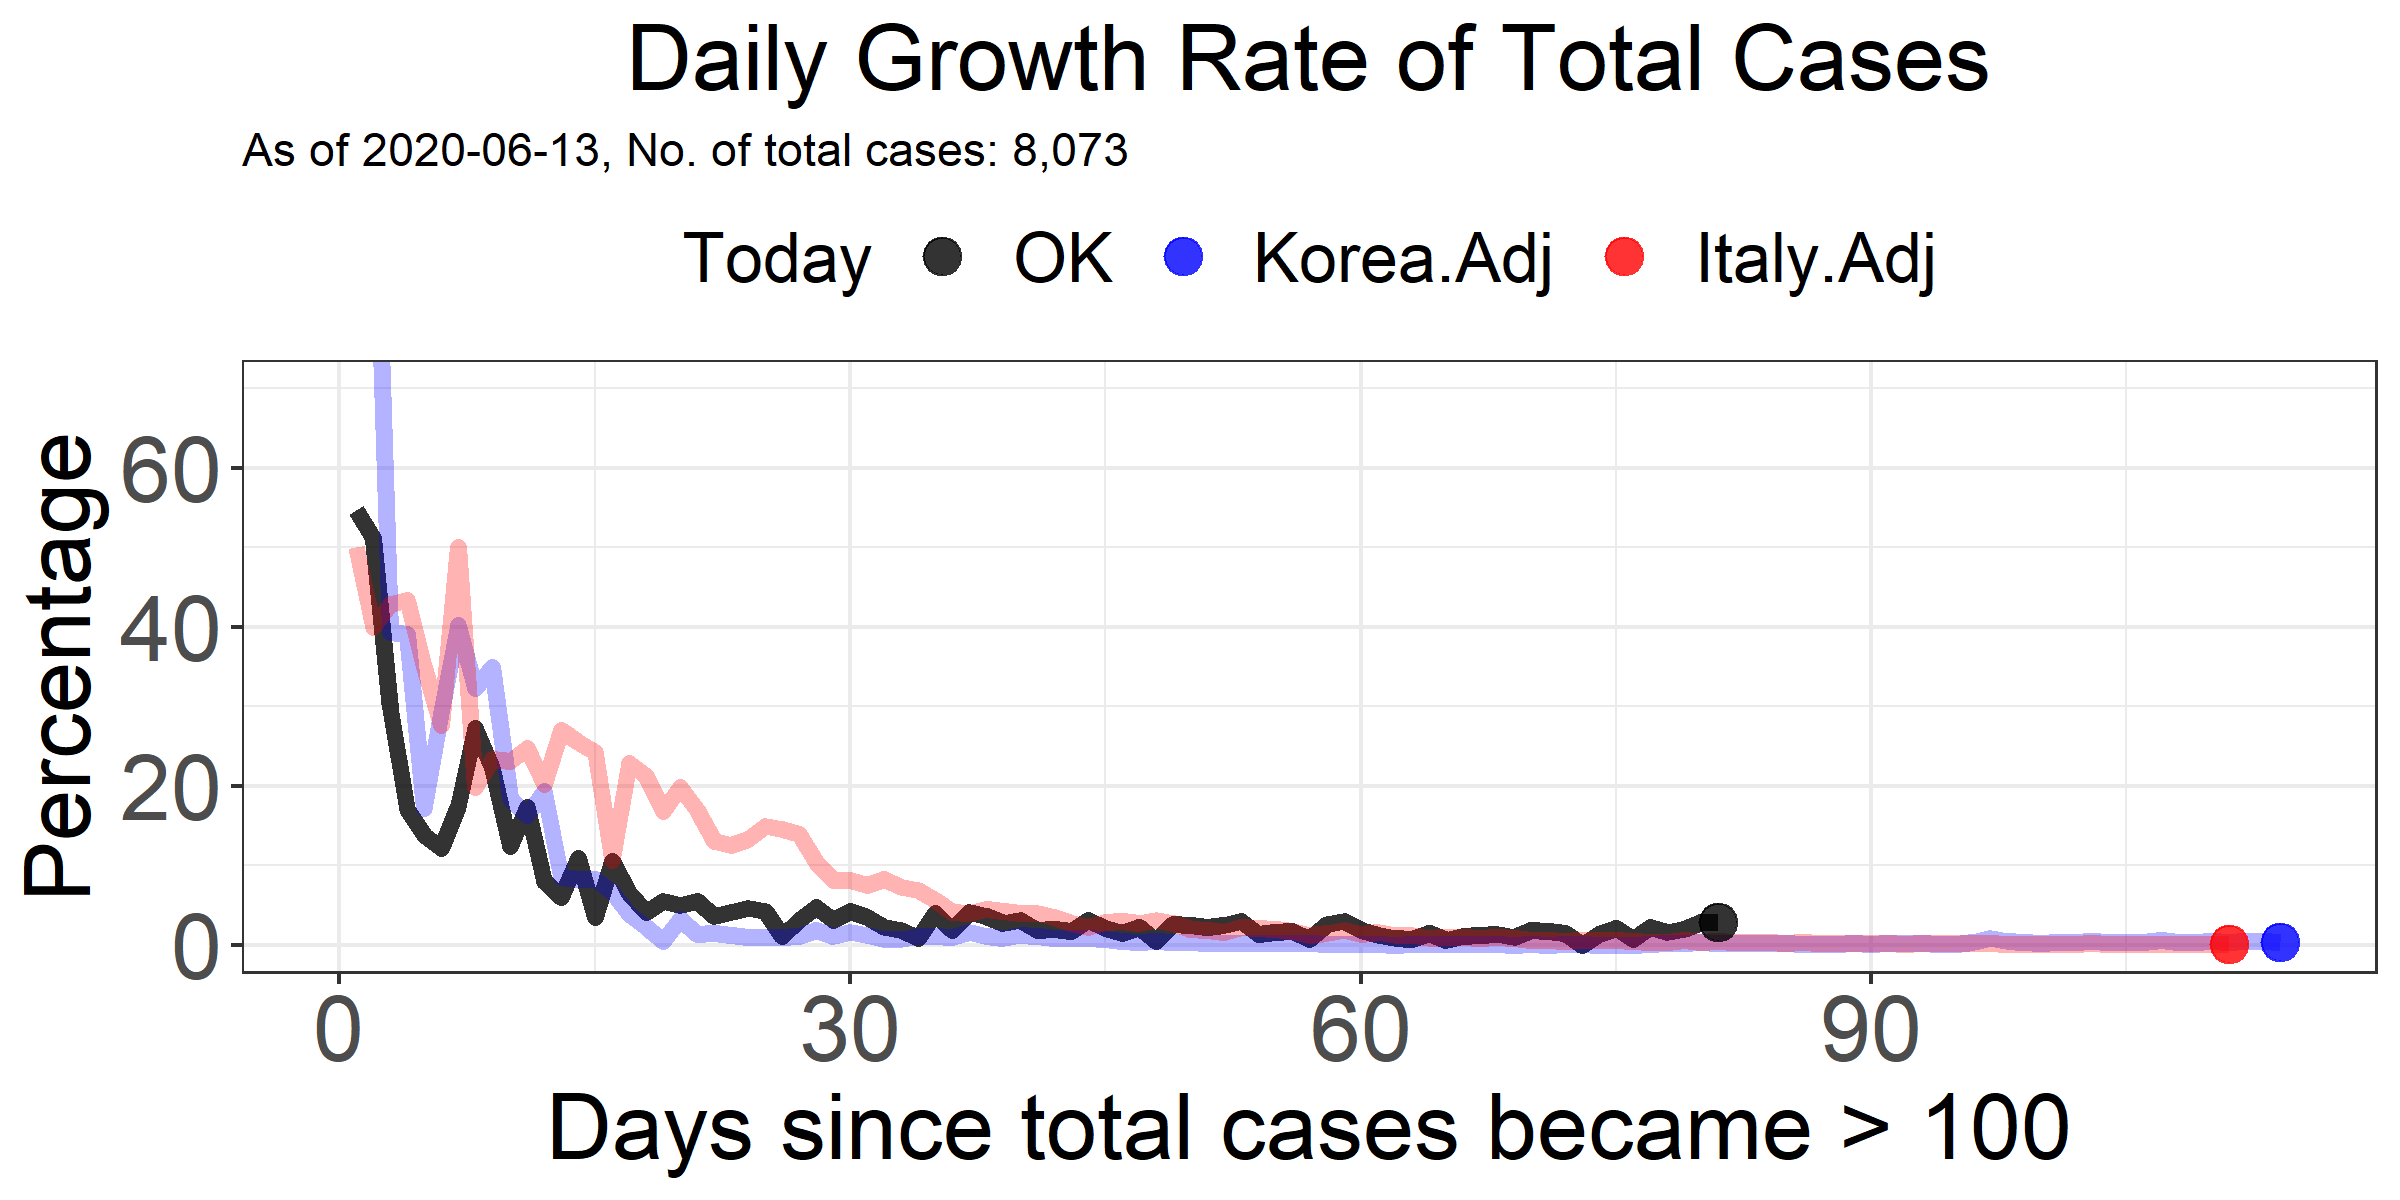 Daily Growth Rate of Total Cases
As of 2020-06-13, No. of total cases: 8,073
Today OK Korea.Adj Italy.Adj
Percentage
60
40
20
0
0 30 60 90
Days since total cases became > 100